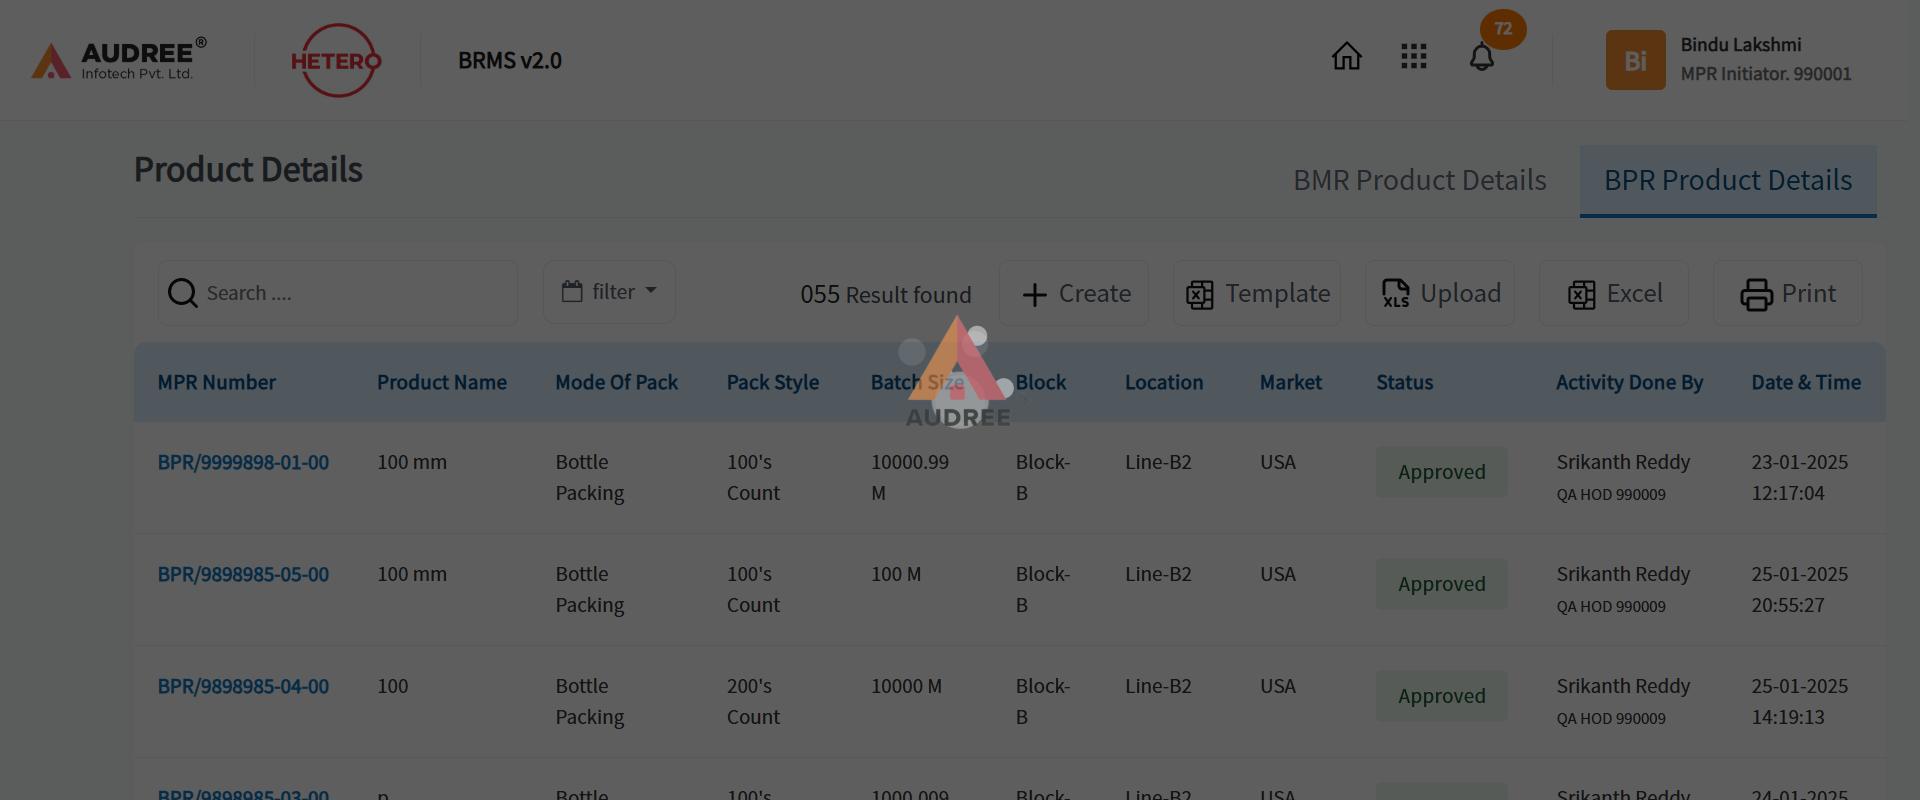 AUDREE®
Infotech Pvt. Ltd.
HETERO
BRMS v2.0
72
Bi
Bindu Lakshmi
MPR Initiator. 990001
Product Details
BMR Product Details
BPR Product Details
Search ....
filter
055 Result found
Create
Template
XLS
Upload
Excel
Print
AUDREE
MPR Number Product Name Mode Of Pack Pack Style Batch Size Block Location Market Status Activity Done By Date & Time
BPR/9999898-01-00 100 mm Bottle 100's 10000.99 Block- Line-B2 USA Approved Srikanth Reddy 23-01-2025
Packing Count M B QA HOD 990009 12:17:04
BPR/9898985-05-00 100 mm Bottle 100's 100 M Block- Line-B2 USA Approved Srikanth Reddy 25-01-2025
Packing Count B QA HOD 990009 20:55:27
BPR/9898985-04-00 100 Bottle 200's 10000 M Block- Line-B2 USA Approved Srikanth Reddy 25-01-2025
Packing Count B QA HOD 990009 14:19:13
BPR/9898985-03-00 p Bottle 100's 1000.009 Block- Line-B2 USA Approved Srikanth Reddy 24-01-2025